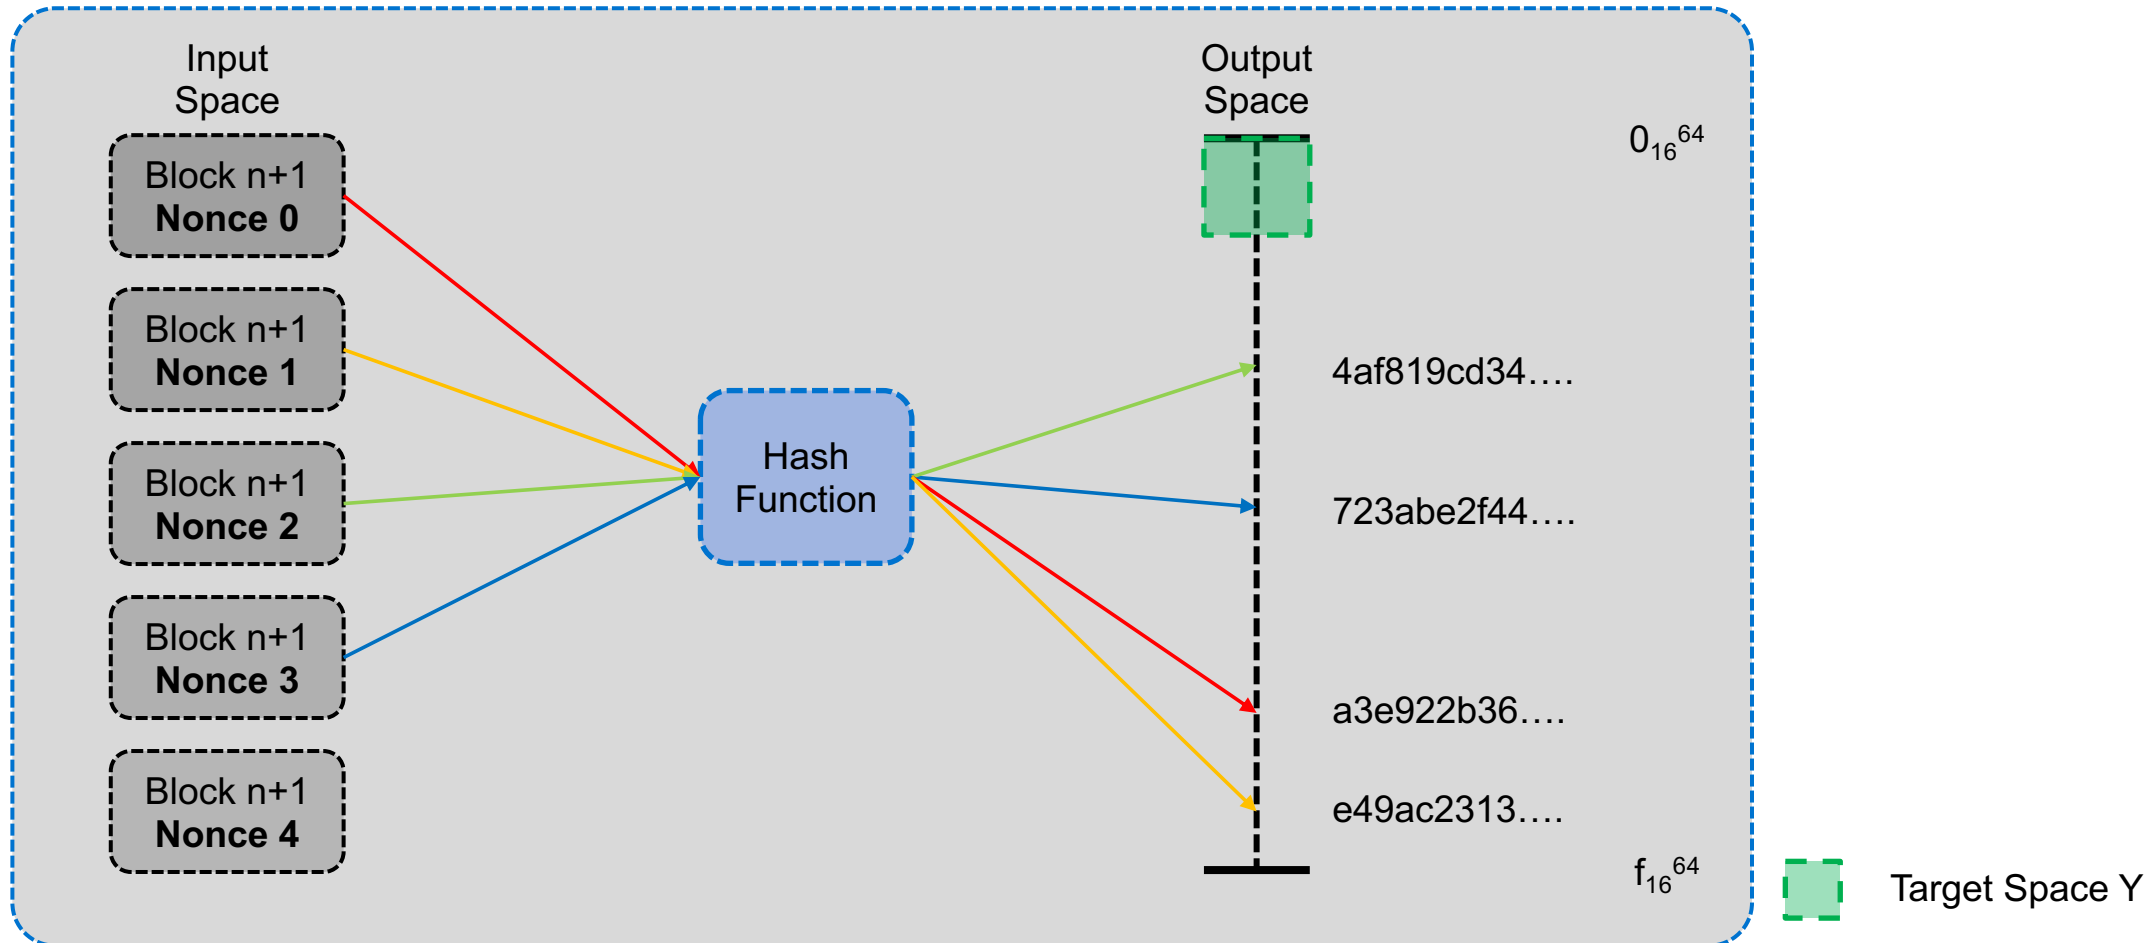 Input
Space
Block n+1
Nonce 0
Block n+1
Nonce 1
Block n+1
Nonce 2
Block n+1
Nonce 3
Block n+1
Nonce 4
Hash
Function
Output
Space
0₁₆⁶⁴
4af819cd34….
723abe2f44….
a3e922b36….
e49ac2313….
f₁₆⁶⁴
Target Space Y